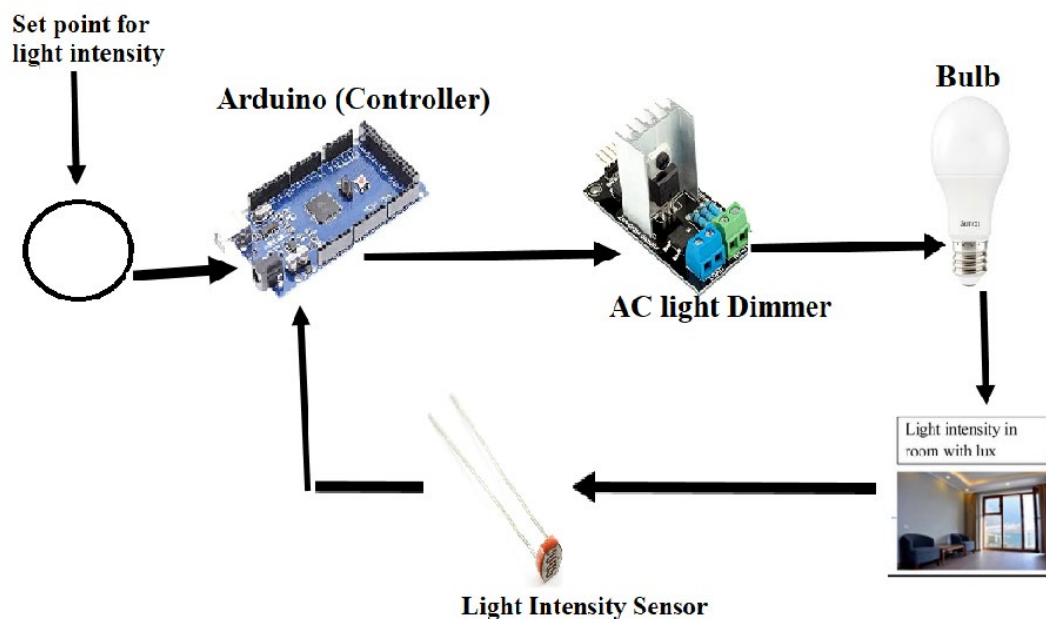 Set point for
light intensity
Arduino (Controller)
Bulb
AC light Dimmer
Light intensity in
room with lux
Light Intensity Sensor